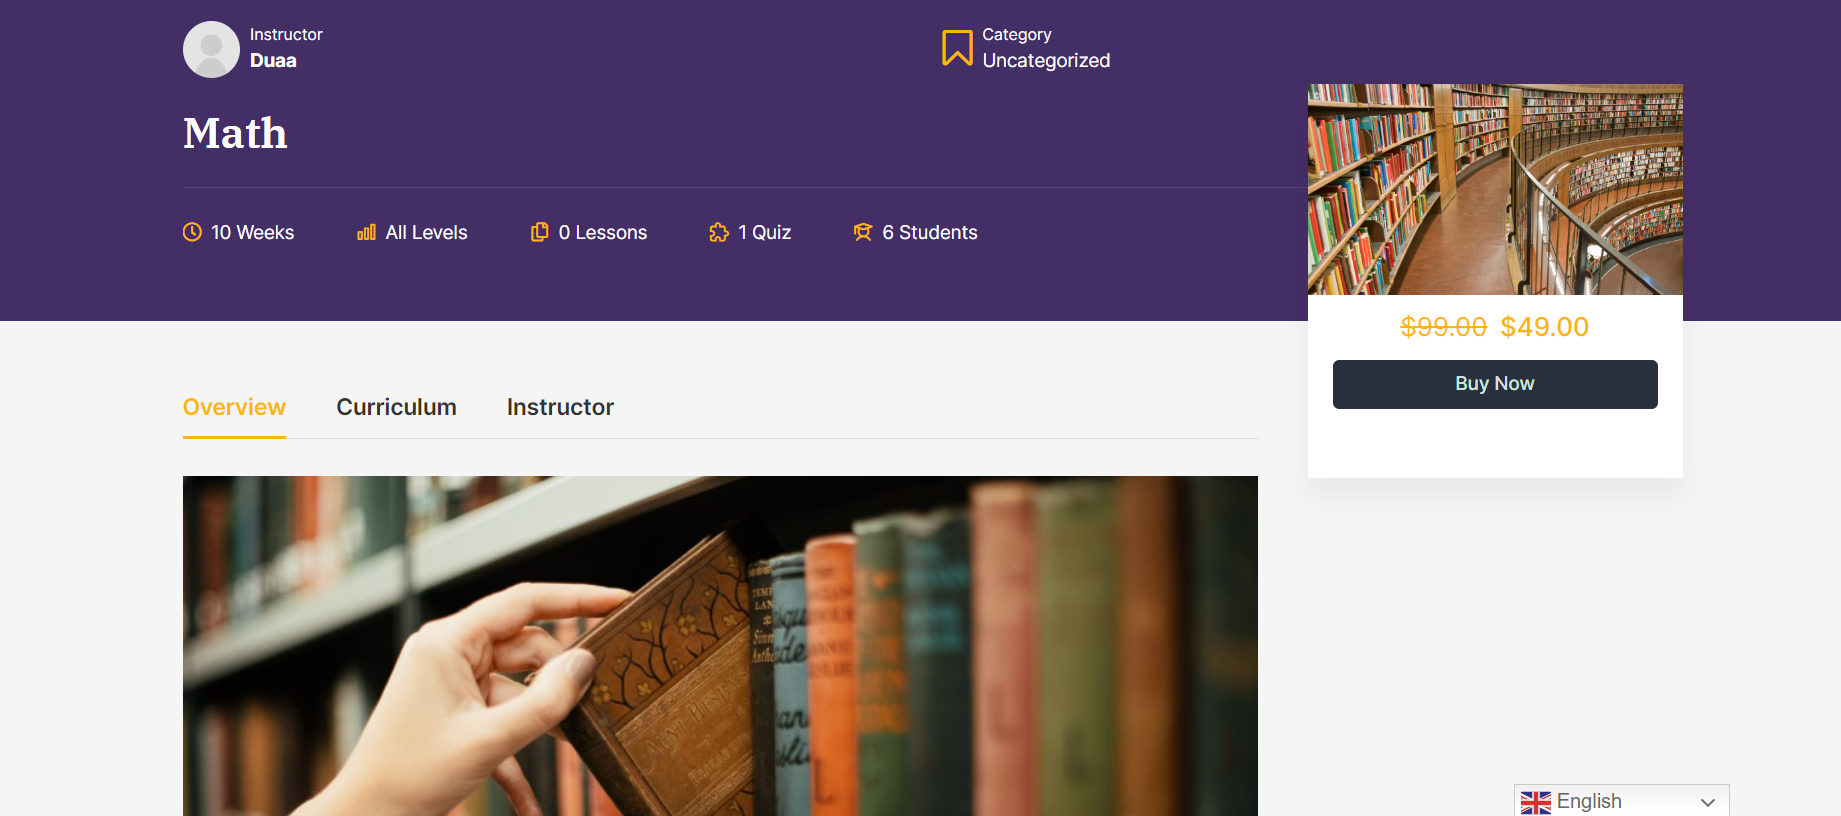 Instructor
Duaa
Category
Uncategorized
Math
10 Weeks
All Levels
0 Lessons
1 Quiz
6 Students
$99.00 $49.00
Buy Now
Overview
Curriculum
Instructor
English